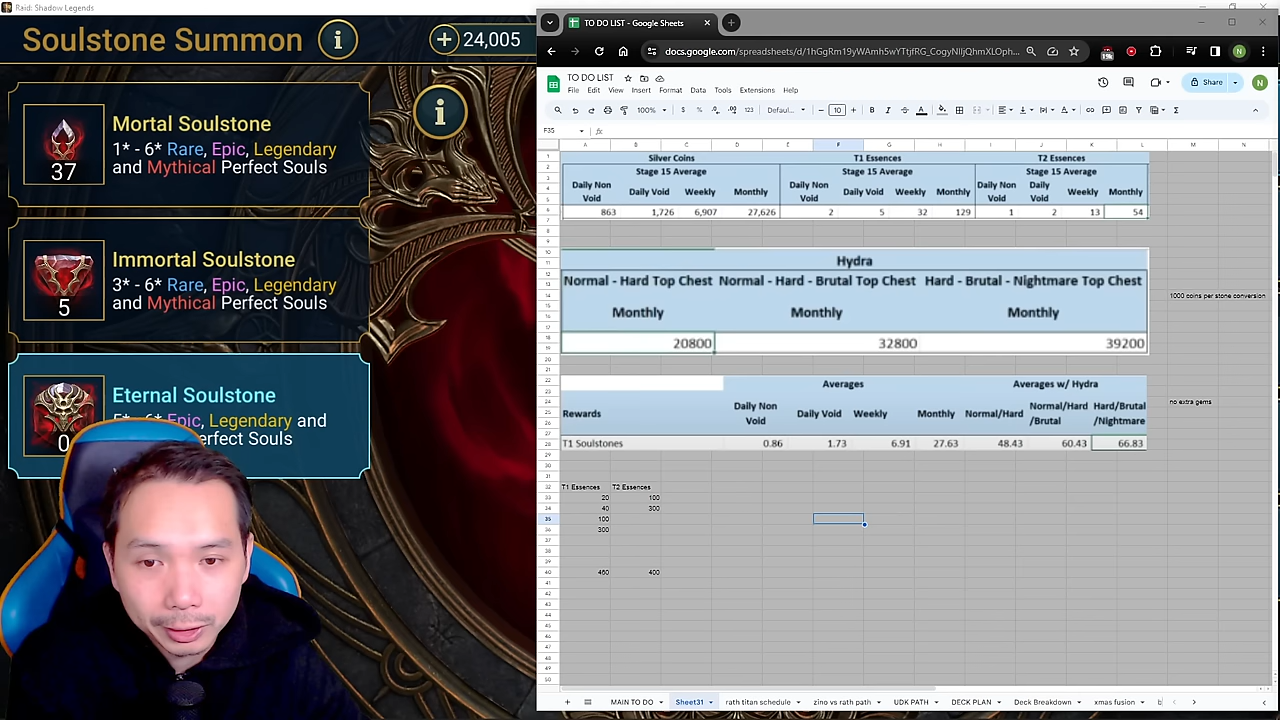 Raid: Shadow Legends
Soulstone Summon
i
+ 24,005
Mortal Soulstone
1* - 6* Rare, Epic, Legendary
and Mythical Perfect Souls
37
i
Immortal Soulstone
3* - 6* Rare, Epic, Legendary
and Mythical Perfect Souls
5
Eternal Soulstone
Epic, Legendary and
Perfect Souls
0
TO DO LIST - Google Sheets
TO DO LIST
File Edit View Insert Format Data Tools Extensions Help
Share
N
100%
$ %
Defaul...
10
B I
F35
A B C D E F G H I J K L M N
Silver Coins T1 Essences T2 Essences
Stage 15 Average Stage 15 Average Stage 15 Average
Daily Non Void Daily Void Weekly Monthly Daily Non Void Daily Void Weekly Monthly Daily Non Void Daily Void Weekly Monthly
863 1,726 6,907 27,626 2 5 32 129 1 2 13 54
Hydra
Normal - Hard Top Chest Normal - Hard - Brutal Top Chest Hard - Brutal - Nightmare Top Chest
1000 coins per stone conversion
Monthly Monthly Monthly
20800 32800 39200
Averages Averages w/ Hydra
no extra gems
Rewards Daily Non Void Daily Void Weekly Monthly Normal/Hard Normal/Hard /Brutal Hard/Brutal /Nightmare
T1 Soulstones 0.86 1.73 6.91 27.63 48.43 60.43 66.83
T1 Essences T2 Essences
20 100
40 300
100
300
460 400
MAIN TO DO Sheet31 rath titan schedule zino vs rath path UDK PATH DECK PLAN Deck Breakdown xmas fusion b